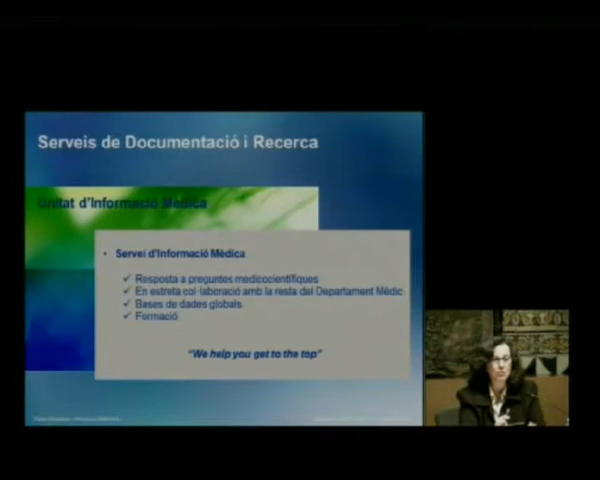 Serveis de Documentació i Recerca
Unitat d'Informació Mèdica
• Servei d'Informació Mèdica
✓ Resposta a preguntes medicocientífiques
✓ En estreta col·laboració amb la resta del Departament Mèdic
✓ Bases de dades globals
✓ Formació
“We help you get to the top”